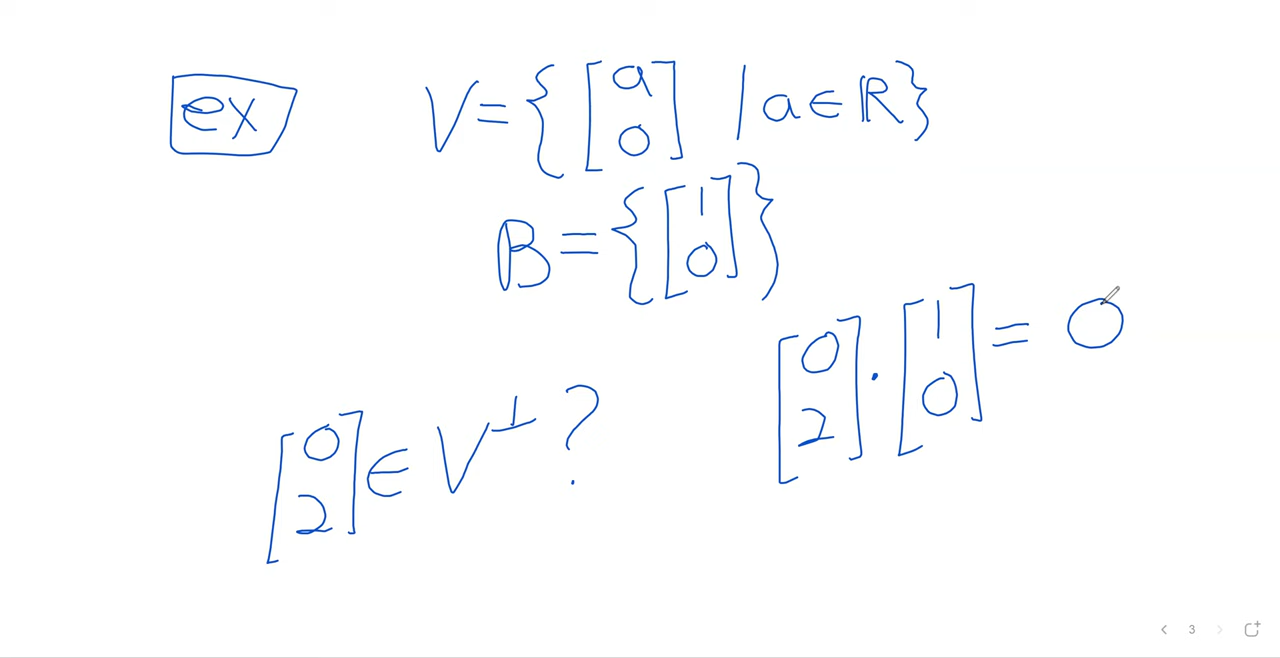 ex V = { [ a 0 ] | a ∈ ℝ }
B = { [ 1 0 ] }
[ 0 2 ] · [ 1 0 ] = 0
[ 0 2 ] ∈ V⊥ ?
< 3 >